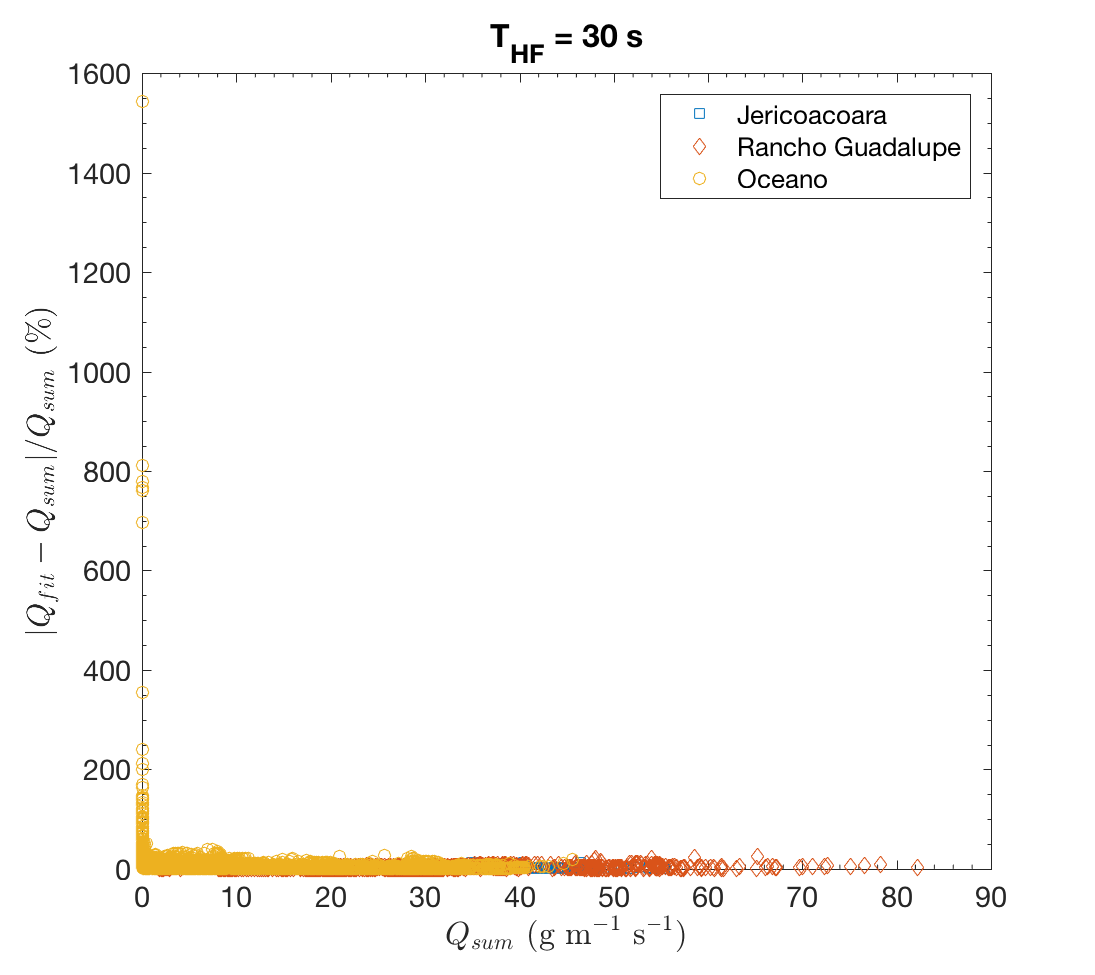 T_HF = 30 s
1600
1400
1200
1000
800
600
400
200
0
|Q_fit − Q_sum|/Q_sum (%)
Jericoacoara
Rancho Guadalupe
Oceano
0 10 20 30 40 50 60 70 80 90
Q_sum (g m⁻¹ s⁻¹)